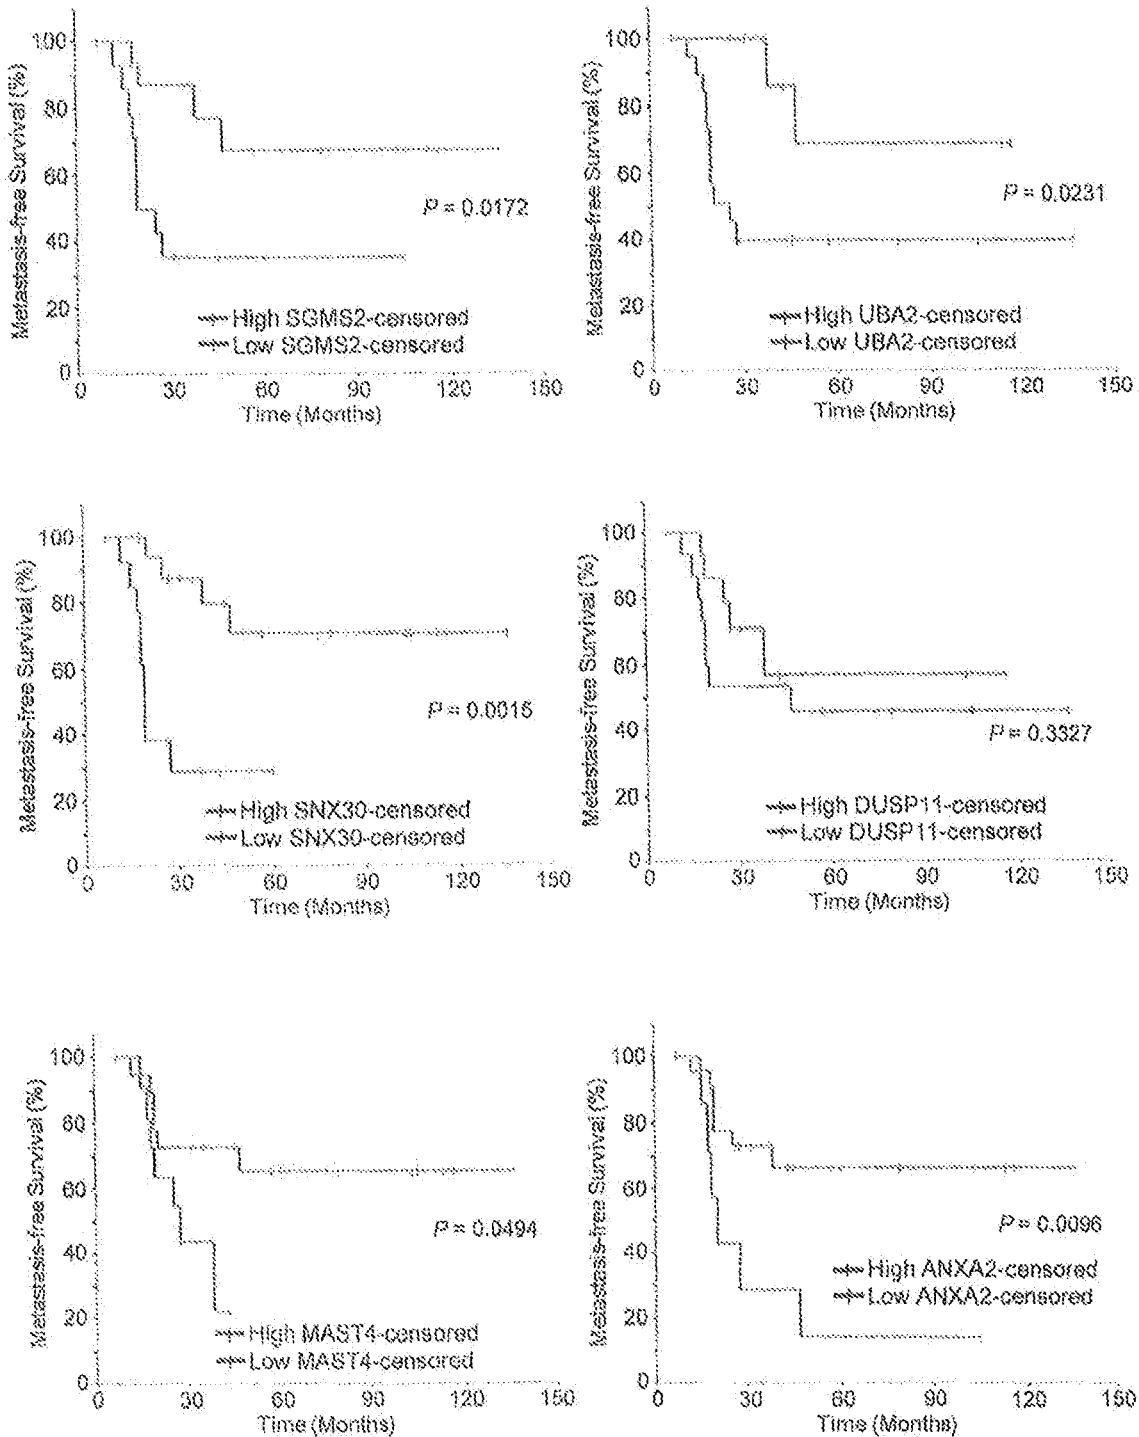 Metastasis-free Survival (%)
100
80
60
40
20
0
P = 0.0172
High SGMS2-censored
Low SGMS2-censored
0 30 60 90 120 150
Time (Months)
Metastasis-free Survival (%)
100
80
60
40
20
0
P = 0.0231
High UBA2-censored
Low UBA2-censored
0 30 60 90 120 150
Time (Months)
Metastasis-free Survival (%)
100
80
60
40
20
0
P = 0.0015
High SNX30-censored
Low SNX30-censored
0 30 60 90 120 150
Time (Months)
Metastasis-free Survival (%)
100
80
60
40
20
0
P = 0.3327
High DUSP11-censored
Low DUSP11-censored
0 30 60 90 120 150
Time (Months)
Metastasis-free Survival (%)
100
80
60
40
20
0
P = 0.0494
High MAST4-censored
Low MAST4-censored
0 30 60 90 120 150
Time (Months)
Metastasis-free Survival (%)
100
80
60
40
20
0
P = 0.0096
High ANXA2-censored
Low ANXA2-censored
0 30 60 90 120 150
Time (Months)